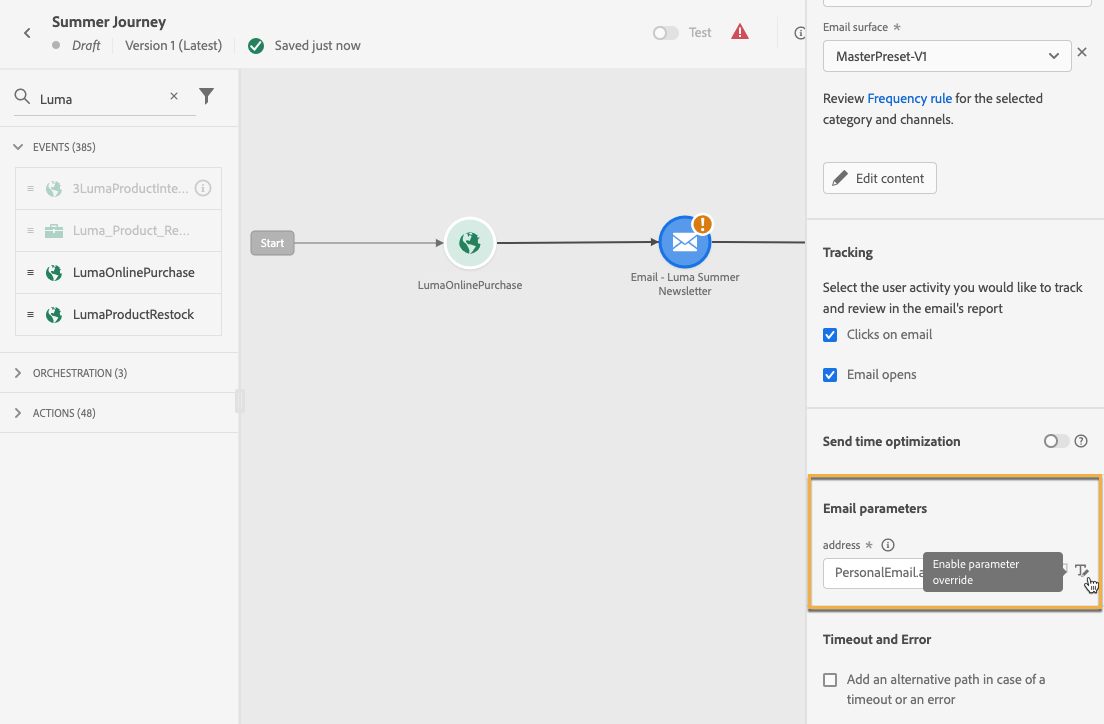 Summer Journey
Draft
Version 1 (Latest)
Saved just now
Test
Luma
EVENTS (385)
3LumaProductInte...
Luma_Product_Re...
LumaOnlinePurchase
LumaProductRestock
ORCHESTRATION (3)
ACTIONS (48)
Start
LumaOnlinePurchase
Email - Luma Summer
Newsletter
Email surface *
MasterPreset-V1
Review Frequency rule for the selected
category and channels.
Edit content
Tracking
Select the user activity you would like to track
and review in the email's report
Clicks on email
Email opens
Send time optimization
Email parameters
address *
PersonalEmail.a
Enable parameter
override
Timeout and Error
Add an alternative path in case of a
timeout or an error